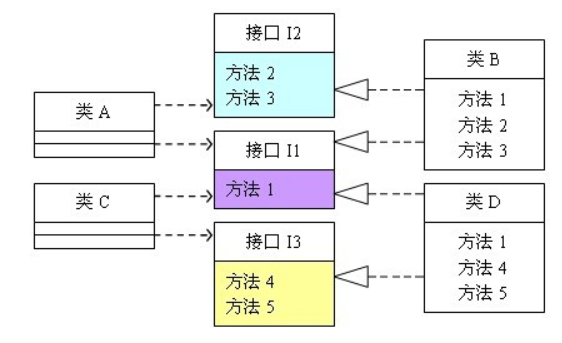 接口 I2
方法 2
方法 3
类 A
接口 I1
方法 1
类 C
接口 I3
方法 4
方法 5
类 B
方法 1
方法 2
方法 3
类 D
方法 1
方法 4
方法 5